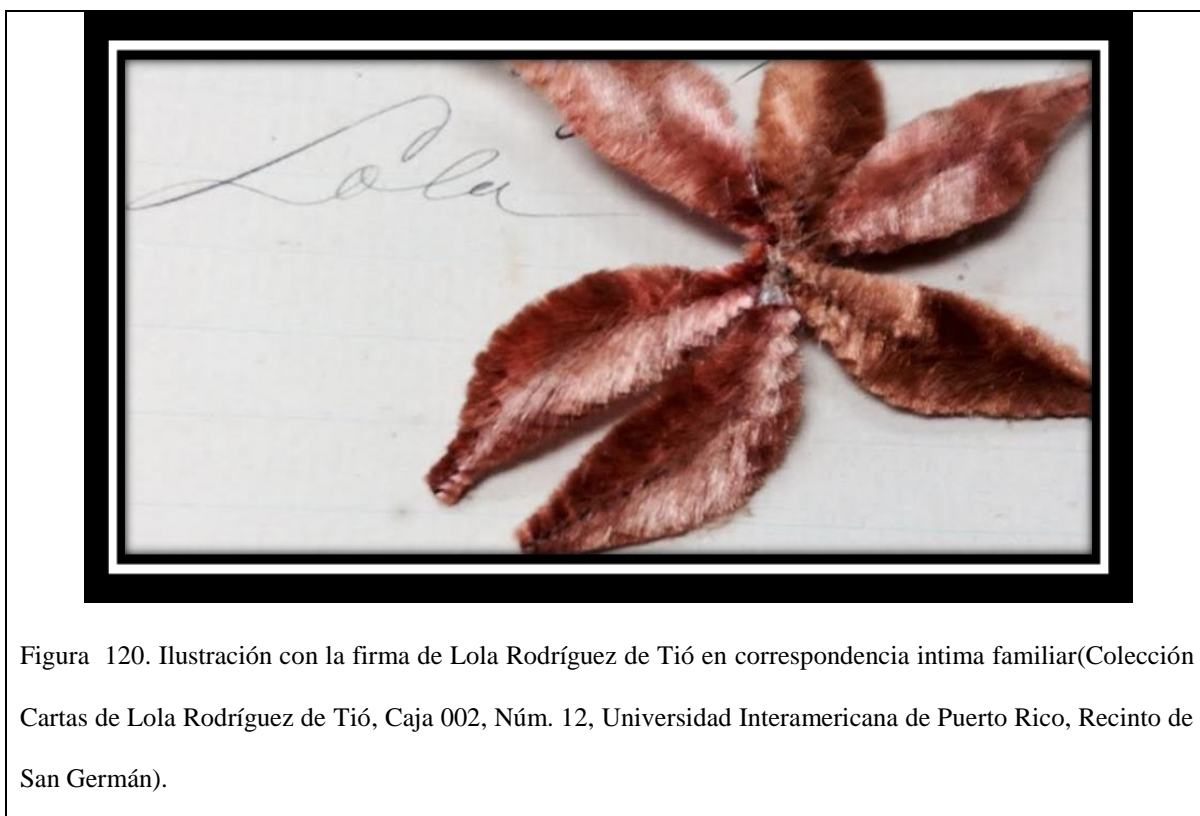 Lola
Figura 120. Ilustración con la firma de Lola Rodríguez de Tió en correspondencia intima familiar(Colección
Cartas de Lola Rodríguez de Tió, Caja 002, Núm. 12, Universidad Interamericana de Puerto Rico, Recinto de
San Germán).